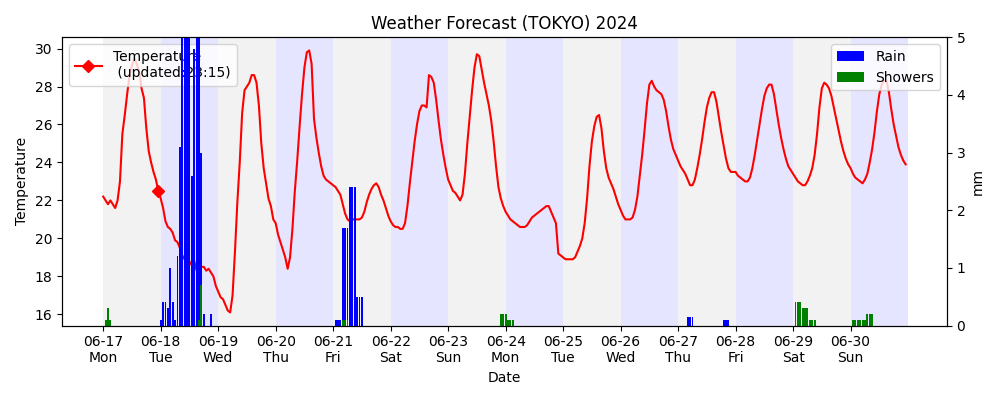 Weather Forecast (TOKYO) 2024
Temperature
(updated 23:15)
Rain
Showers
30
28
26
24
22
20
18
16
Temperature
5
4
3
2
1
0
mm
06-17 06-18 06-19 06-20 06-21 06-22 06-23 06-24 06-25 06-26 06-27 06-28 06-29 06-30
Mon Tue Wed Thu Fri Sat Sun Mon Tue Wed Thu Fri Sat Sun
Date